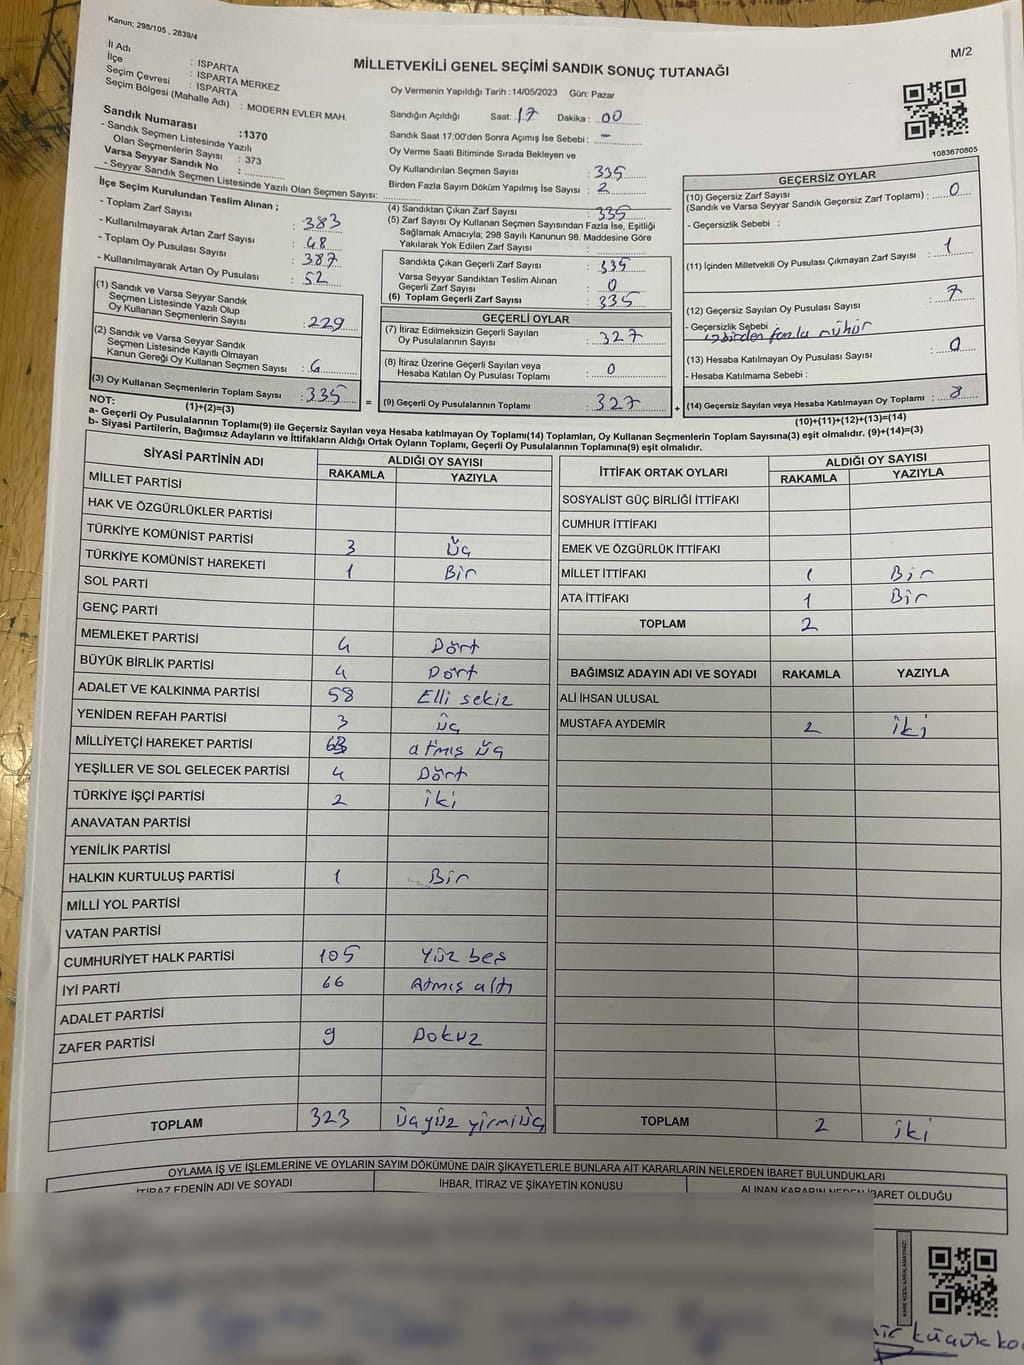 Kanun; 298/105 , 2839/4
M/2
MİLLETVEKİLİ GENEL SEÇİMİ SANDIK SONUÇ TUTANAĞI
İl Adı : ISPARTA
İlçe : ISPARTA MERKEZ
Seçim Çevresi : ISPARTA
Seçim Bölgesi (Mahalle Adı) : MODERN EVLER MAH.
Sandık Numarası :1370
- Sandık Seçmen Listesinde Yazılı
Olan Seçmenlerin Sayısı : 373
Varsa Seyyar Sandık No :
- Seyyar Sandık Seçmen Listesinde Yazılı Olan Seçmen Sayısı:
İlçe Seçim Kurulundan Teslim Alınan ;
- Toplam Zarf Sayısı : 383
- Kullanılmayarak Artan Zarf Sayısı : 48
- Toplam Oy Pusulası Sayısı : 387
- Kullanılmayarak Artan Oy Pusulası : 52
(1) Sandık ve Varsa Seyyar Sandık
Seçmen Listesinde Yazılı Olup
Oy Kullanan Seçmenlerin Sayısı : 229
(2) Sandık ve Varsa Seyyar Sandık
Seçmen Listesinde Kayıtlı Olmayan
Kanun Gereği Oy Kullanan Seçmen Sayısı : 6
(3) Oy Kullanan Seçmenlerin Toplam Sayısı : 335
Oy Vermenin Yapıldığı Tarih :14/05/2023 Gün: Pazar
Sandığın Açıldığı Saat: 17 Dakika : 00
Sandık Saat 17:00'den Sonra Açımış İse Sebebi : -
Oy Verme Saati Bitiminde Sırada Bekleyen ve
Oy Kullandırılan Seçmen Sayısı : 335
Birden Fazla Sayım Döküm Yapılmış İse Sayısı : 2
(4) Sandıktan Çıkan Zarf Sayısı : 335
(5) Zarf Sayısı Oy Kullanan Seçmen Sayısından Fazla İse, Eşitliği
Sağlamak Amacıyla; 298 Sayılı Kanunun 98. Maddesine Göre
Yakılarak Yok Edilen Zarf Sayısı :
Sandıkta Çıkan Geçerli Zarf Sayısı : 335
Varsa Seyyar Sandıktan Teslim Alınan
Geçerli Zarf Sayısı : 0
(6) Toplam Geçerli Zarf Sayısı : 335
GEÇERLİ OYLAR
(7) İtiraz Edilmeksizin Geçerli Sayılan
Oy Pusulalarının Sayısı : 327
(8) İtiraz Üzerine Geçerli Sayılan veya
Hesaba Katılan Oy Pusulası Toplamı : 0
= (9) Geçerli Oy Pusulalarının Toplamı : 327
1083670805
GEÇERSİZ OYLAR
(10) Geçersiz Zarf Sayısı
(Sandık ve Varsa Seyyar Sandık Geçersiz Zarf Toplamı) : 0
- Geçersizlik Sebebi :
(11) İçinden Milletvekili Oy Pusulası Çıkmayan Zarf Sayısı : 1
(12) Geçersiz Sayılan Oy Pusulası Sayısı : 7
- Geçersizlik Sebebi : birden fazla mühür
(13) Hesaba Katılmayan Oy Pusulası Sayısı : 0
- Hesaba Katılmama Sebebi :
+ (14) Geçersiz Sayılan veya Hesaba Katılmayan Oy Toplamı : 8
NOT: (1)+(2)=(3) (10)+(11)+(12)+(13)=(14)
a- Geçerli Oy Pusulalarının Toplamı(9) ile Geçersiz Sayılan veya Hesaba Katılmayan Oy Toplamı(14) Toplamları, Oy Kullanan Seçmenlerin Toplam Sayısına(3) eşit olmalıdır. (9)+(14)=(3)
b- Siyasi Partilerin, Bağımsız Adayların ve İttifakların Aldığı Ortak Oyların Toplamı, Geçerli Oy Pusulalarının Toplamına(9) eşit olmalıdır.
SİYASİ PARTİNİN ADI ALDIĞI OY SAYISI
RAKAMLA YAZIYLA
MİLLET PARTİSİ
HAK VE ÖZGÜRLÜKLER PARTİSİ
TÜRKİYE KOMÜNİST PARTİSİ 3 Üç
TÜRKİYE KOMÜNİST HAREKETİ 1 Bir
SOL PARTİ
GENÇ PARTİ
MEMLEKET PARTİSİ 4 Dört
BÜYÜK BİRLİK PARTİSİ 4 Dört
ADALET VE KALKINMA PARTİSİ 58 Elli sekiz
YENİDEN REFAH PARTİSİ 3 üç
MİLLİYETÇİ HAREKET PARTİSİ 63 atmış üç
YEŞİLLER VE SOL GELECEK PARTİSİ 4 Dört
TÜRKİYE İŞÇİ PARTİSİ 2 iki
ANAVATAN PARTİSİ
YENİLİK PARTİSİ
HALKIN KURTULUŞ PARTİSİ 1 Bir
MİLLİ YOL PARTİSİ
VATAN PARTİSİ
CUMHURİYET HALK PARTİSİ 105 Yüz beş
İYİ PARTİ 66 Atmış altı
ADALET PARTİSİ
ZAFER PARTİSİ 9 Dokuz
TOPLAM 323 üçyüz yirmi üç
İTTİFAK ORTAK OYLARI ALDIĞI OY SAYISI
RAKAMLA YAZIYLA
SOSYALİST GÜÇ BİRLİĞİ İTTİFAKI
CUMHUR İTTİFAKI
EMEK VE ÖZGÜRLÜK İTTİFAKI
MİLLET İTTİFAKI 1 Bir
ATA İTTİFAKI 1 Bir
TOPLAM 2
BAĞIMSIZ ADAYIN ADI VE SOYADI RAKAMLA YAZIYLA
ALİ İHSAN ULUSAL
MUSTAFA AYDEMİR 2 iki
TOPLAM 2 iki
OYLAMA İŞ VE İŞLEMLERİNE VE OYLARIN SAYIM DÖKÜMÜNE DAİR ŞİKAYETLERLE BUNLARA AİT KARARLARIN NELERDEN İBARET BULUNDUKLARI
İTİRAZ EDENİN ADI VE SOYADI İHBAR, İTİRAZ VE ŞİKAYETİN KONUSU ALINAN KARARIN NEDEN İBARET OLDUĞU
KARE KODU KARALAMAYINIZ!